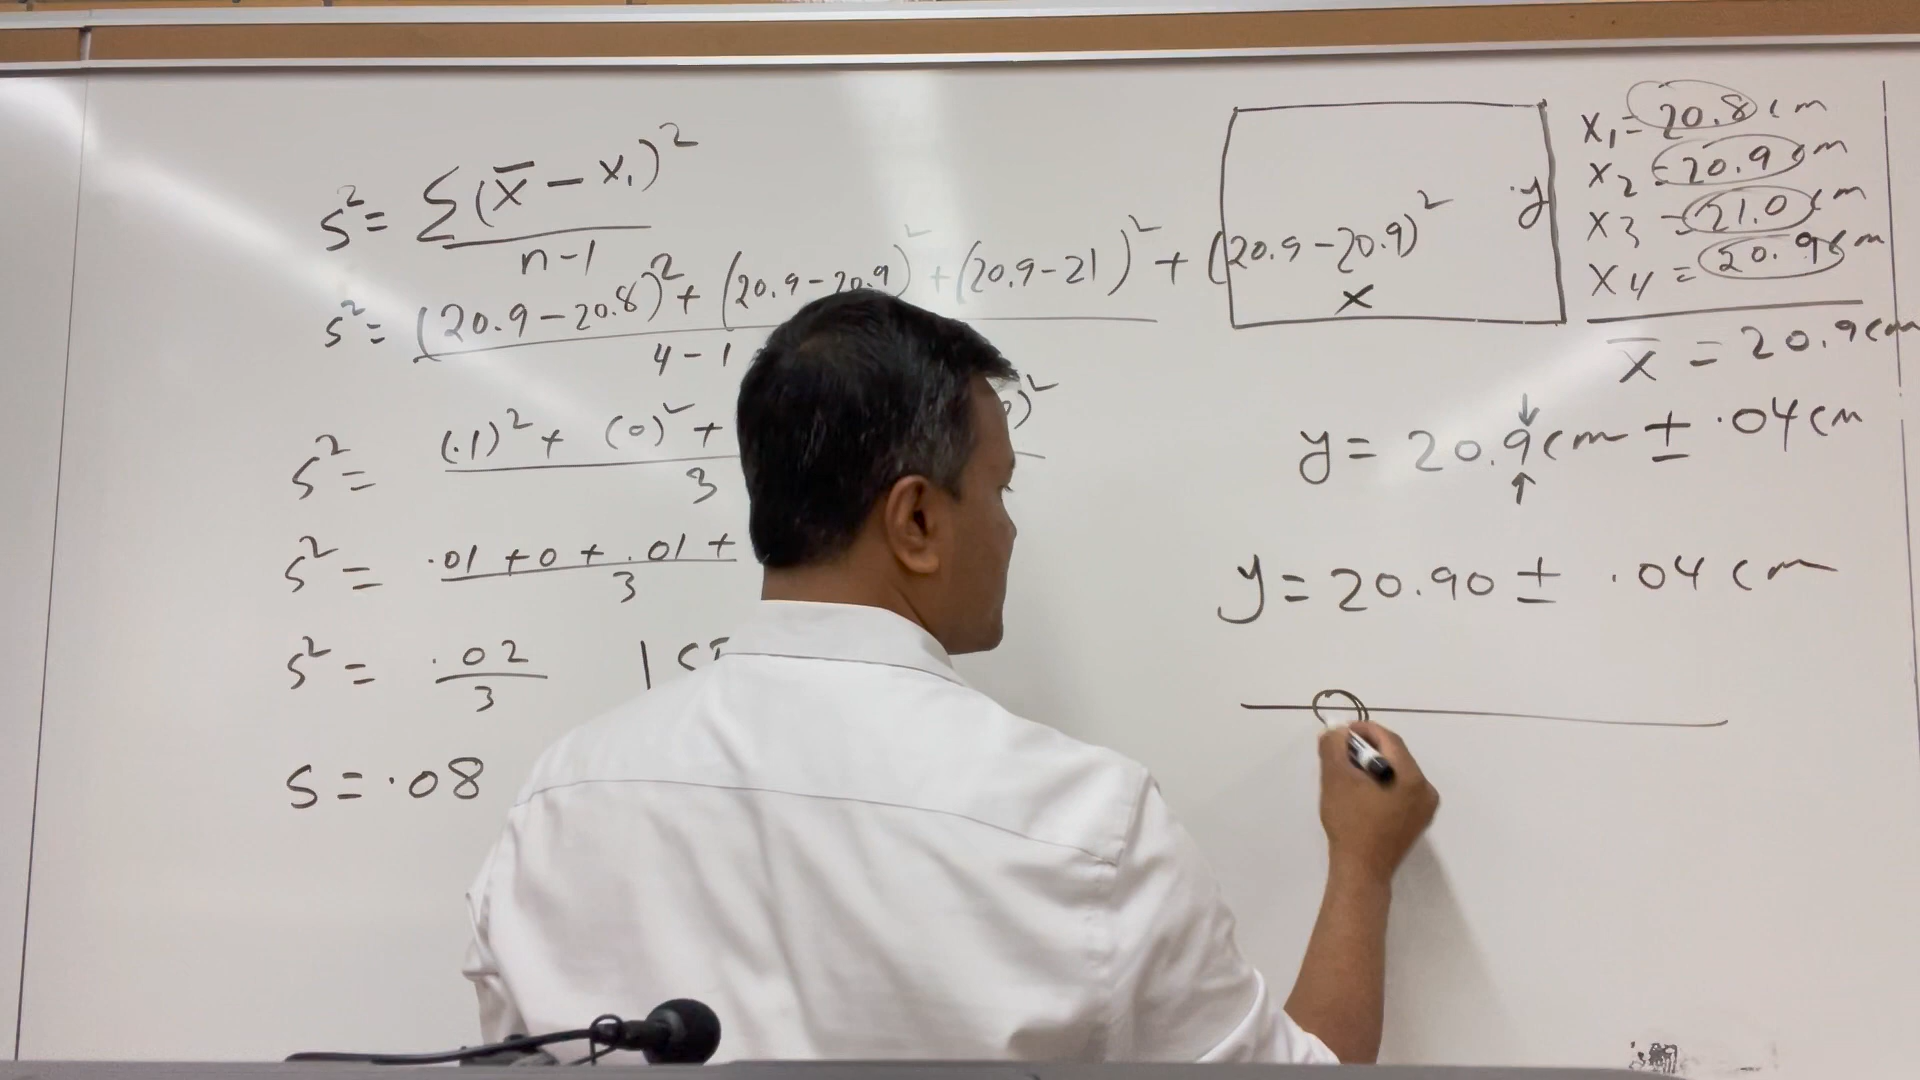 s² = Σ(x̄ - x₁)²
n-1
s² = (20.9 - 20.8)² + (20.9 - 20.9)² + (20.9 - 21)² + (20.9 - 20.9)²
4 - 1
s² = (.1)² + (0)² +
)²
3
s² = .01 + 0 + .01 +
3
s² = .02
3
s = .08
y
x
x₁ = 20.8 cm
x₂ = 20.9 cm
x₃ = 21.0 cm
x₄ = 20.9 cm
x̄ = 20.9 cm
y = 20.9 cm ± .04 cm
y = 20.90 ± .04 cm